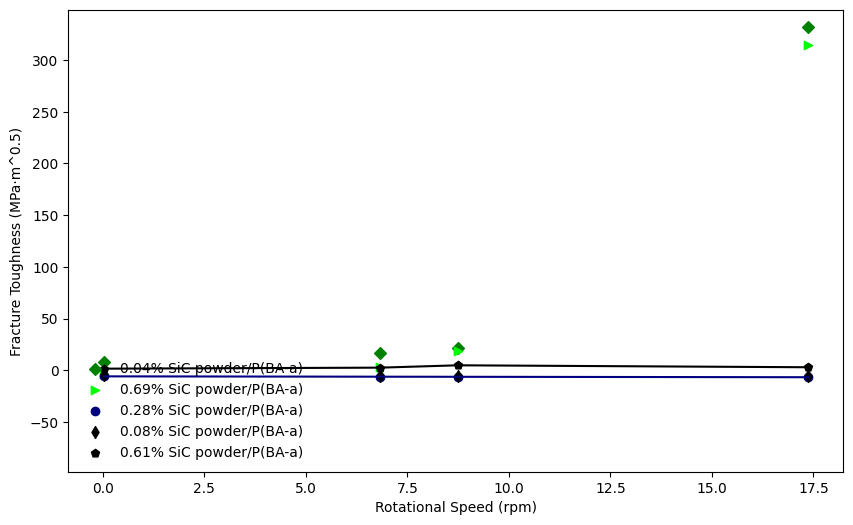 300
250
200
150
100
50
0
−50
Fracture Toughness (MPa·m^0.5)
0.04% SiC powder/P(BA-a)
0.69% SiC powder/P(BA-a)
0.28% SiC powder/P(BA-a)
0.08% SiC powder/P(BA-a)
0.61% SiC powder/P(BA-a)
0.0 2.5 5.0 7.5 10.0 12.5 15.0 17.5
Rotational Speed (rpm)